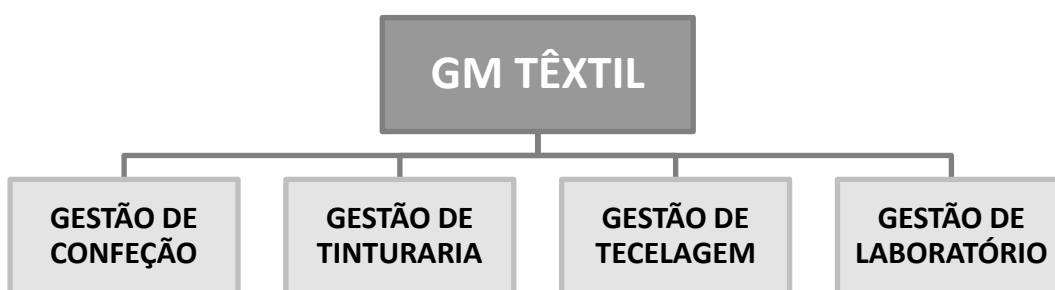 GM TÊXTIL
GESTÃO DE
CONFEÇÃO
GESTÃO DE
TINTURARIA
GESTÃO DE
TECELAGEM
GESTÃO DE
LABORATÓRIO